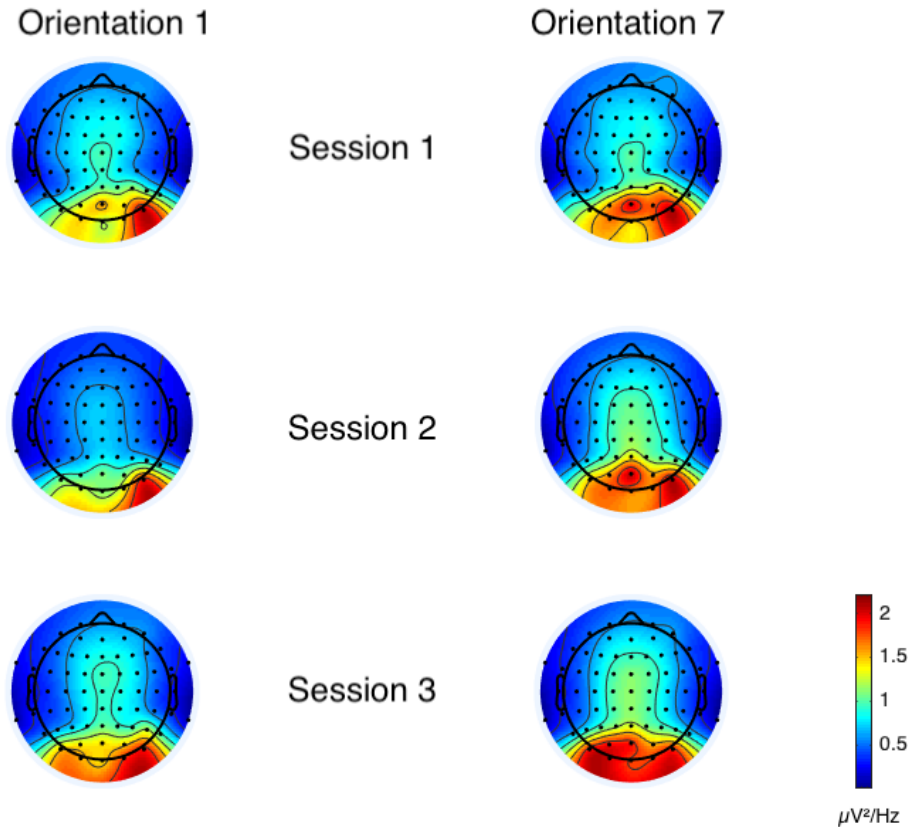 Orientation 1
Orientation 7
Session 1
Session 2
Session 3
2
1.5
1
0.5
µV²/Hz